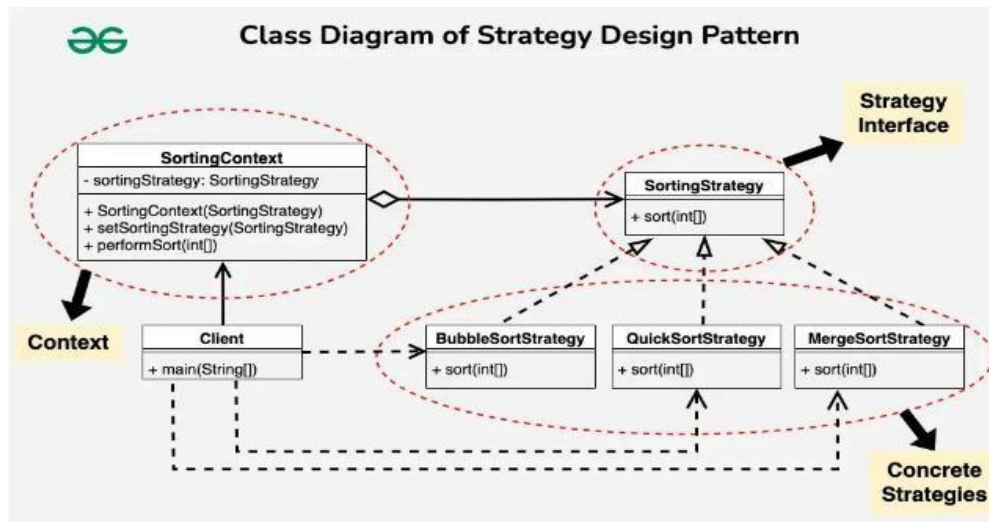 Class Diagram of Strategy Design Pattern
Strategy
Interface
SortingContext
- sortingStrategy: SortingStrategy
+ SortingContext(SortingStrategy)
+ setSortingStrategy(SortingStrategy)
+ performSort(int[])
SortingStrategy
+ sort(int[])
Context
Client
+ main(String[])
BubbleSortStrategy
+ sort(int[])
QuickSortStrategy
+ sort(int[])
MergeSortStrategy
+ sort(int[])
Concrete
Strategies